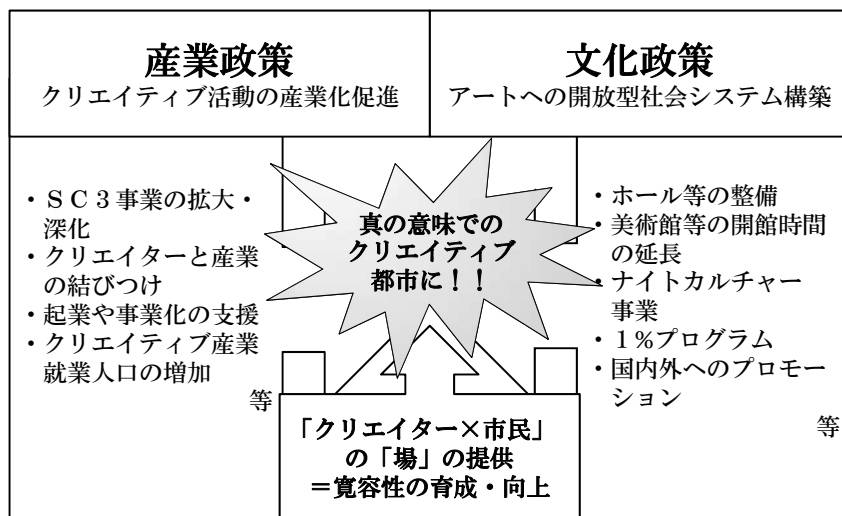 産業政策
クリエイティブ活動の産業化促進
文化政策
アートへの開放型社会システム構築
・ＳＣ３事業の拡大・
深化
・クリエイターと産業
の結びつけ
・起業や事業化の支援
・クリエイティブ産業
就業人口の増加
等
真の意味での
クリエイティブ
都市に！！
・ホール等の整備
・美術館等の開館時間
の延長
・ナイトカルチャー
事業
・１%プログラム
・国内外へのプロモー
ション
等
「クリエイター×市民」
の「場」の提供
＝寛容性の育成・向上